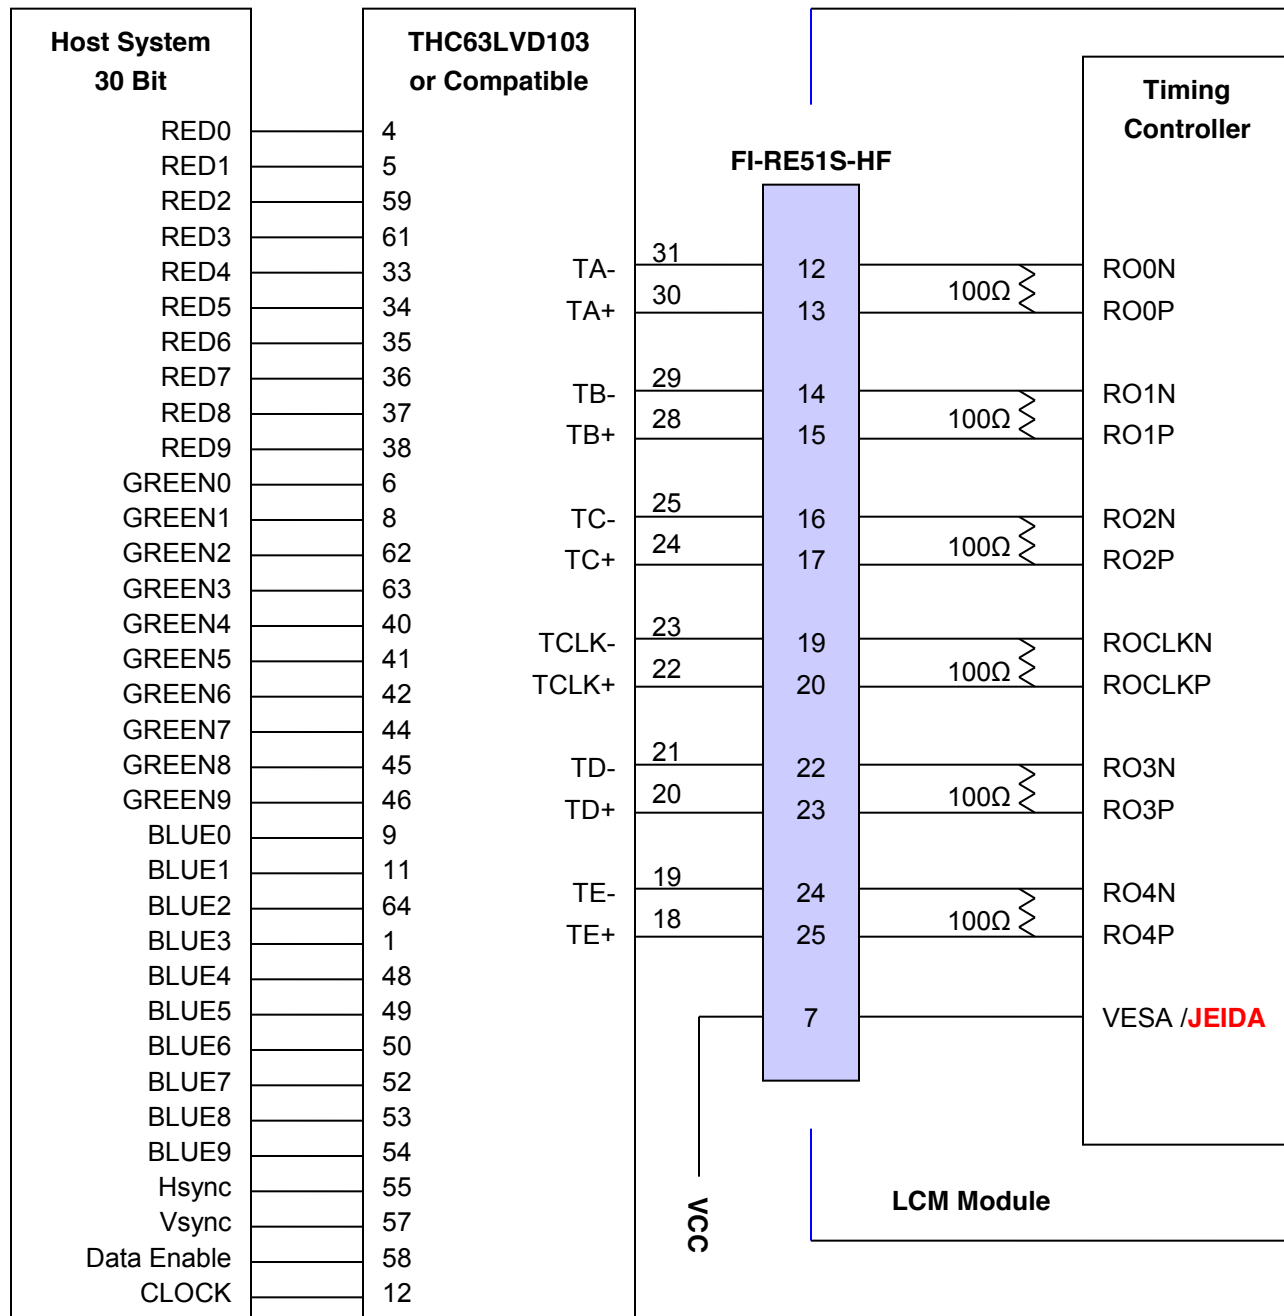 Host System
30 Bit
RED0
RED1
RED2
RED3
RED4
RED5
RED6
RED7
RED8
RED9
GREEN0
GREEN1
GREEN2
GREEN3
GREEN4
GREEN5
GREEN6
GREEN7
GREEN8
GREEN9
BLUE0
BLUE1
BLUE2
BLUE3
BLUE4
BLUE5
BLUE6
BLUE7
BLUE8
BLUE9
Hsync
Vsync
Data Enable
CLOCK
THC63LVD103
or Compatible
4
5
59
61
33
34
35
36
37
38
6
8
62
63
40
41
42
44
45
46
9
11
64
1
48
49
50
52
53
54
55
57
58
12
TA-
TA+
TB-
TB+
TC-
TC+
TCLK-
TCLK+
TD-
TD+
TE-
TE+
31
30
29
28
25
24
23
22
21
20
19
18
FI-RE51S-HF
12
13
14
15
16
17
19
20
22
23
24
25
7
VCC
100Ω
100Ω
100Ω
100Ω
100Ω
100Ω
Timing
Controller
RO0N
RO0P
RO1N
RO1P
RO2N
RO2P
ROCLKN
ROCLKP
RO3N
RO3P
RO4N
RO4P
VESA /JEIDA
LCM Module